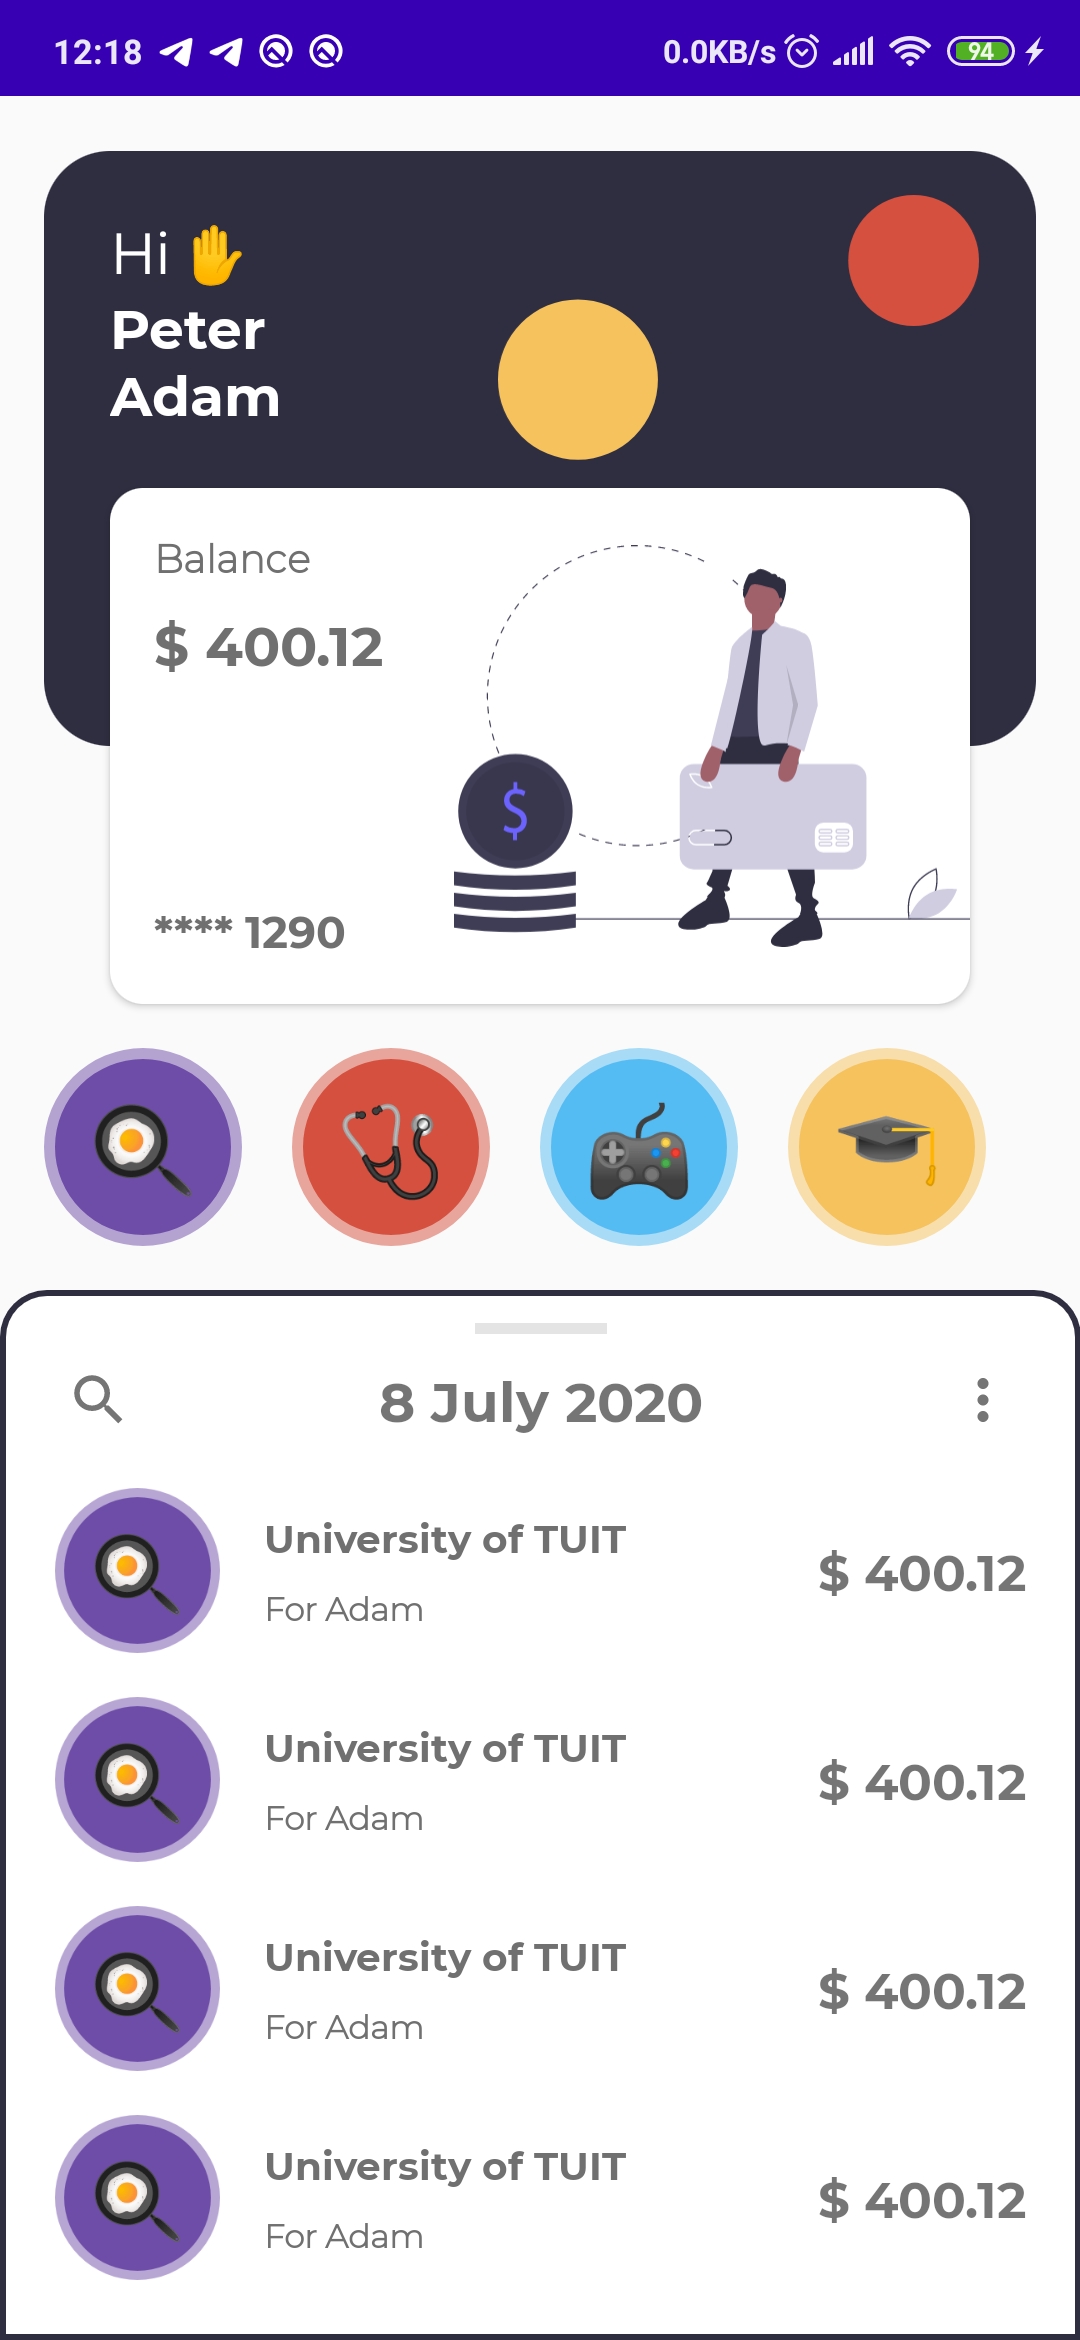 12:18 0.0KB/s 94
Hi ✋
Peter
Adam
Balance
$ 400.12
$
**** 1290
8 July 2020
University of TUIT
For Adam
$ 400.12
University of TUIT
For Adam
$ 400.12
University of TUIT
For Adam
$ 400.12
University of TUIT
For Adam
$ 400.12